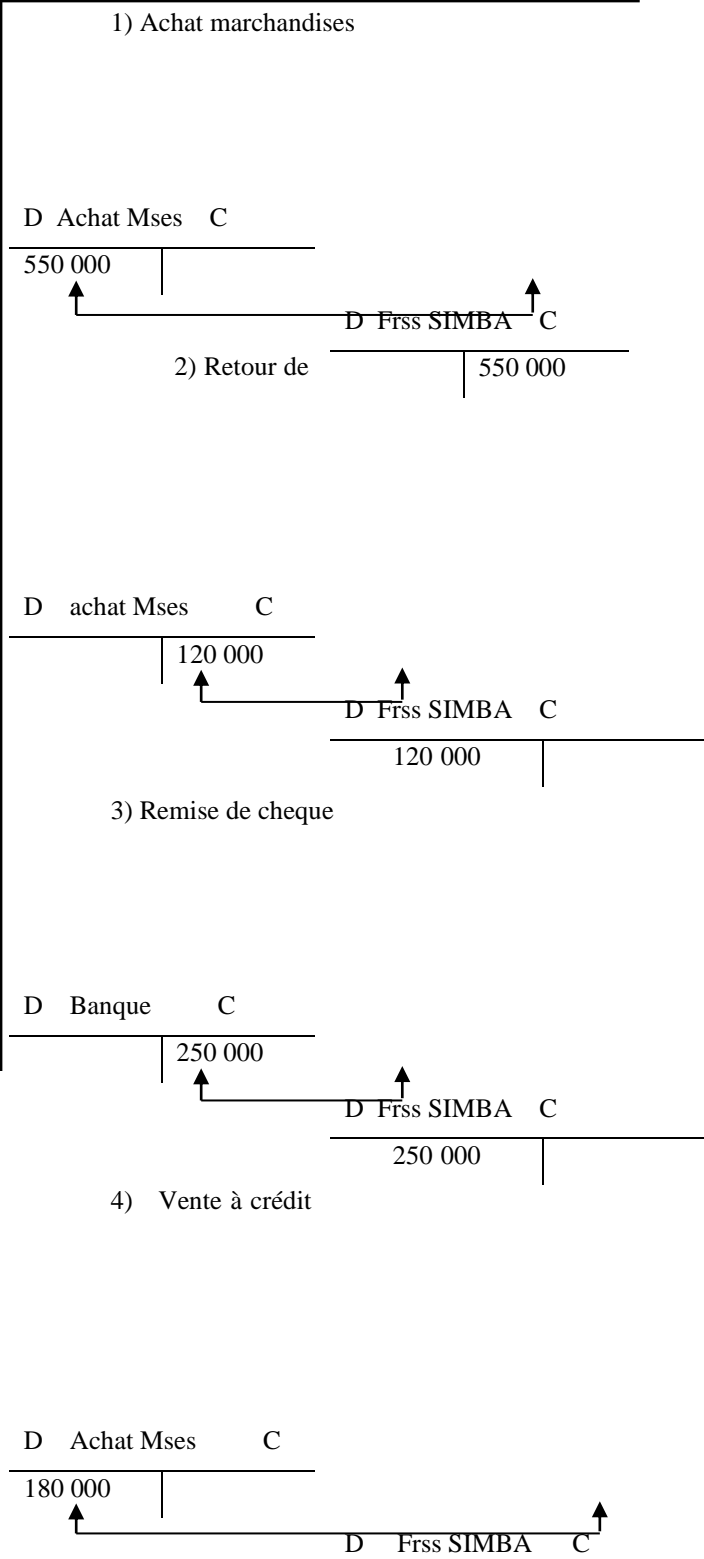 1) Achat marchandises
D Achat Mses C
550 000
D Frss SIMBA C
2) Retour de
550 000
D achat Mses C
120 000
D Frss SIMBA C
120 000
3) Remise de cheque
D Banque C
250 000
D Frss SIMBA C
250 000
4) Vente à crédit
D Achat Mses C
180 000
D Frss SIMBA C